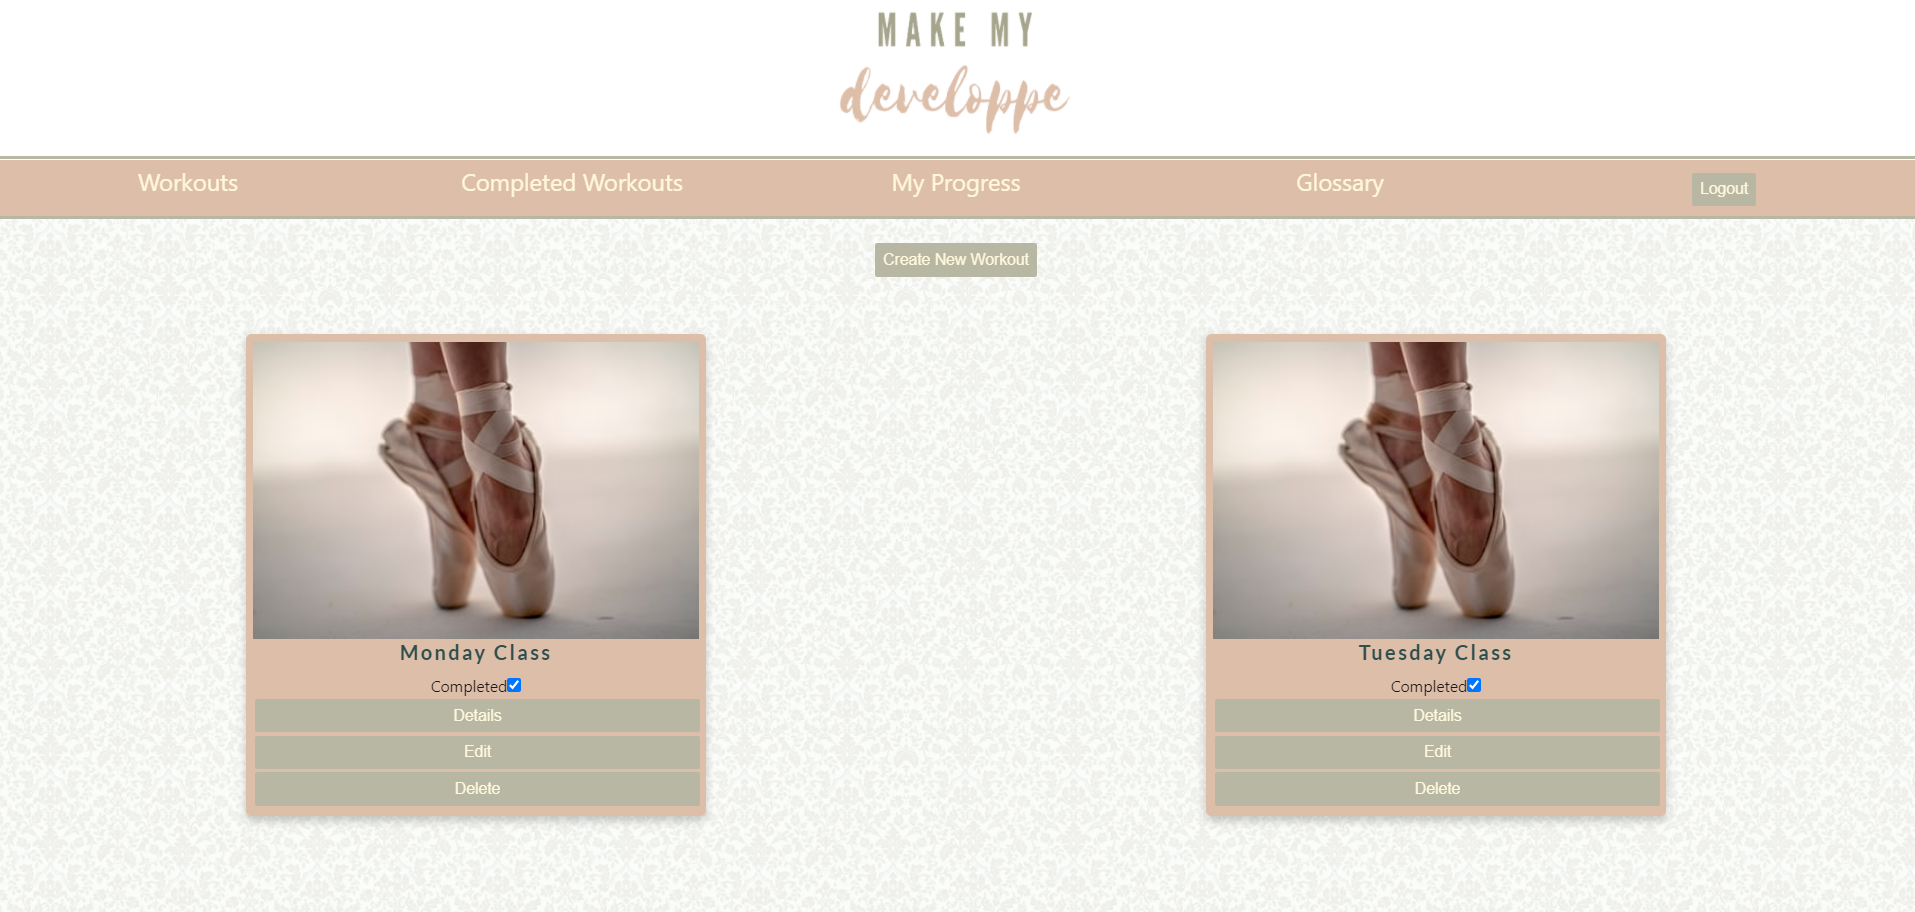 MAKE MY
developpe
Workouts Completed Workouts My Progress Glossary Logout
Create New Workout
Monday Class
Completed
Details
Edit
Delete
Tuesday Class
Completed
Details
Edit
Delete